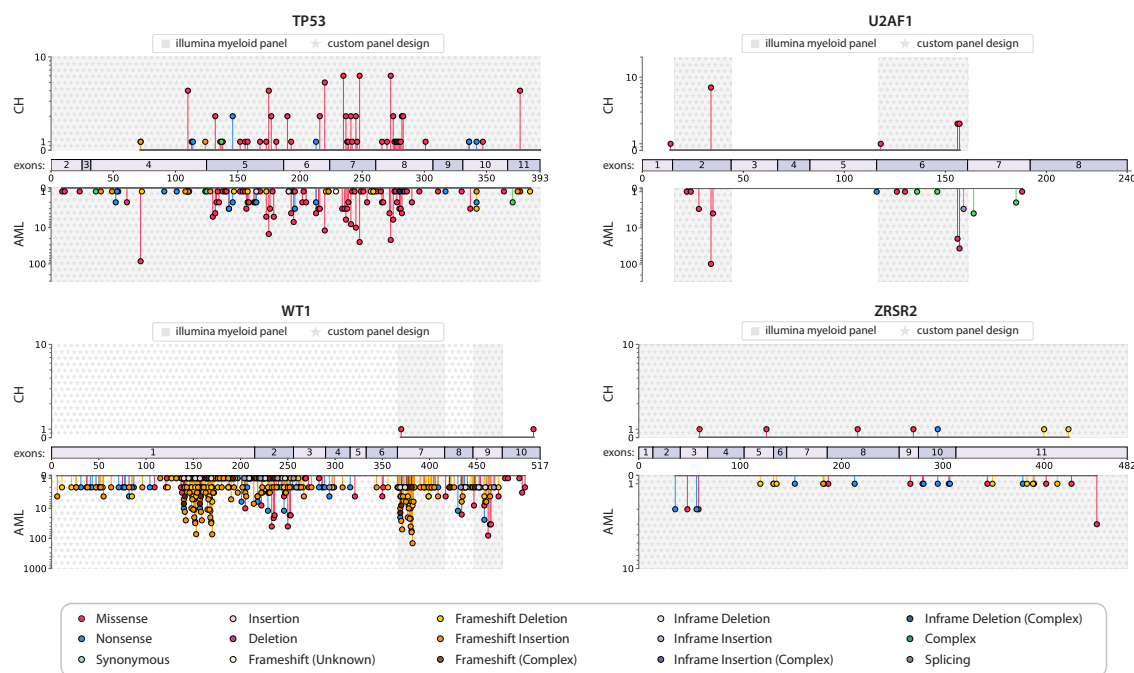 TP53
illumina myeloid panel custom panel design
10
CH
1
0
exons: 2 3 4 5 6 7 8 9 10 11
0 50 100 150 200 250 300 350 393
0
1
AML
10
100
U2AF1
illumina myeloid panel custom panel design
10
CH
1
0
exons: 1 2 3 4 5 6 7 8
0 50 100 150 200 240
0
1
AML
10
100
WT1
illumina myeloid panel custom panel design
10
CH
1
0
exons: 1 2 3 4 5 6 7 8 9 10
0 50 100 150 200 250 300 350 400 450 517
0
1
AML
10
100
1000
ZRSR2
illumina myeloid panel custom panel design
10
CH
1
0
exons: 1 2 3 4 5 6 7 8 9 10 11
0 100 200 300 400 482
0
1
AML
10
Missense Insertion Frameshift Deletion Inframe Deletion Inframe Deletion (Complex)
Nonsense Deletion Frameshift Insertion Inframe Insertion Complex
Synonymous Frameshift (Unknown) Frameshift (Complex) Inframe Insertion (Complex) Splicing